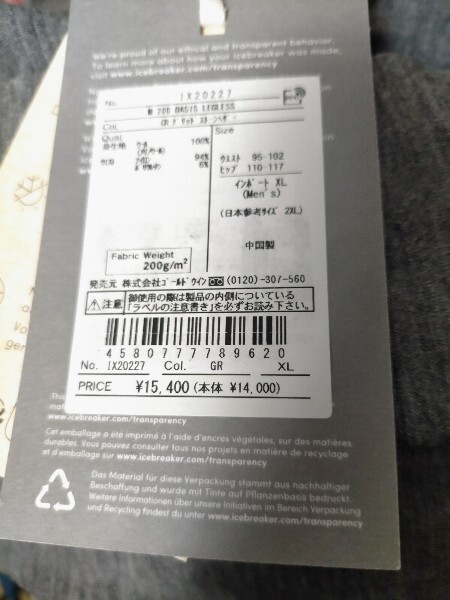 We're proud of our ethical and transparent behavior.
To learn more about how your icebreaker was made,
visit www.icebreaker.com/transparency
No. IX20227
M 200 OASIS LEGLESS
Col.
Qual. 100%
94%
6%
Size
ウエスト 95-102
ヒップ 110-117
インポート XL
(Men's)
(日本参考サイズ 2XL)
中国製
Fabric Weight
200g/m²
発売元 株式会社ゴールドウイン (0120)-307-560
注意 御使用の際は製品の内側についている
「ラベルの注意書き」を必ずお読み下さい。
4580777789620
No. IX20227 Col. GR XL
PRICE ¥15,400(本体 ¥14,000)
www.icebreaker.com/transparency
Cet emballage a été imprimé à l'aide d'encres végétales, sur des matières
durables. Vous pouvez consulter tous nos projets en matière de recyclage
et d'emballage sur www.icebreaker.com/transparency
Das Material für diese Verpackung stammt aus nachhaltiger
Beschaffung und wurde mit Tinte auf Pflanzenbasis bedruckt.
Weitere Informationen über unsere Initiativen im Bereich Verpackung
und Recycling findest du unter www.icebreaker.com/transparency